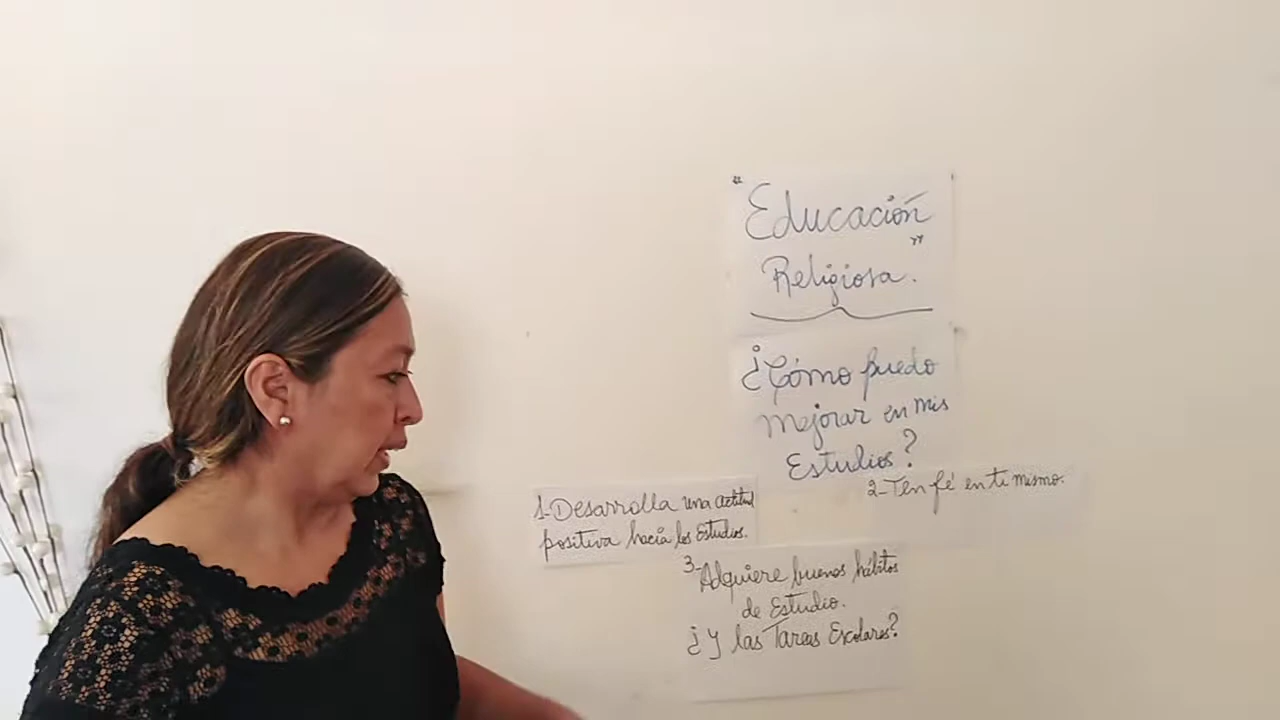 "Educación
Religiosa."
¿Cómo puedo
mejorar en mis
Estudios?
1-Desarrolla una actitud
positiva hacía los Estudios.
2-Ten fé en ti mismo.
3-Adquiere buenos hábitos
de Estudio.
¿Y las Tareas Escolares?